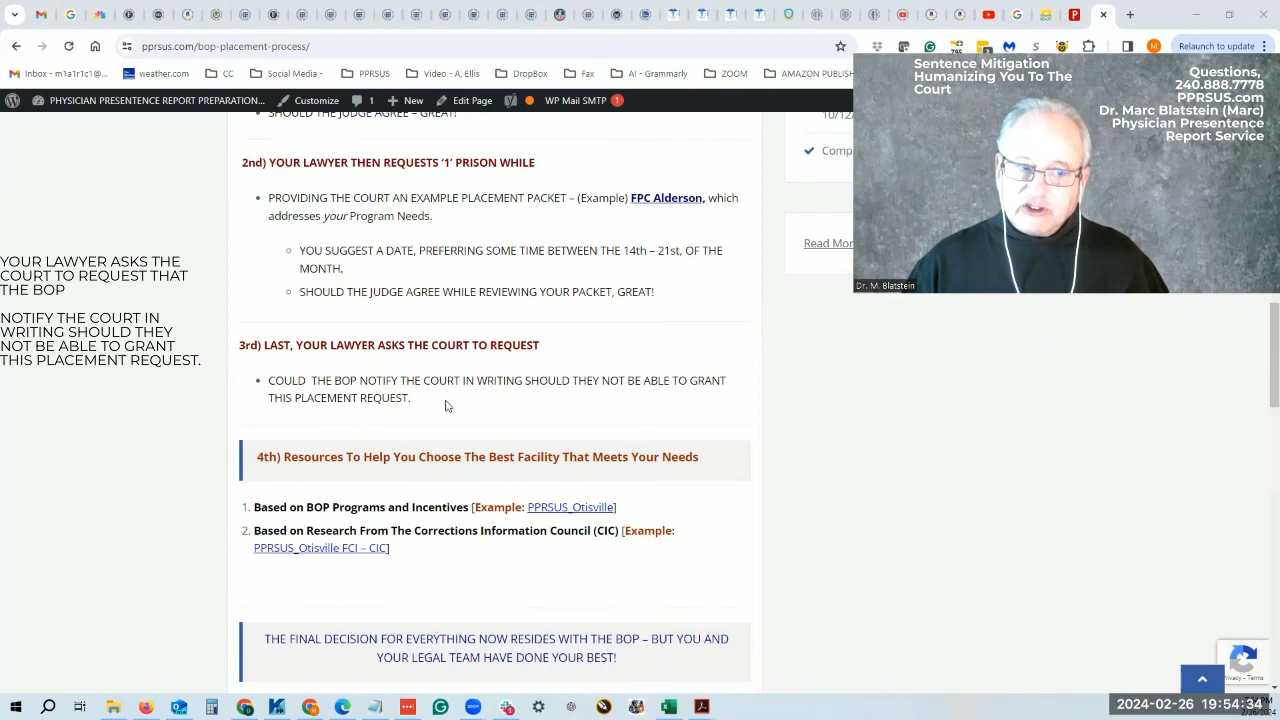 pprsus.com/bop-placement-process/
Relaunch to update
Inbox - m1a1r1c1@...
weather.com
CC
Social Media -
PPRSUS
Video - A, Ellis
DropBox
Fax
AI - Grammarly
ZOOM
AMAZON PUBLISH
PHYSICIAN PRESENTENCE REPORT PREPARATION...
Customize
1
New
Edit Page
WP Mail SMTP 1
Sentence Mitigation
Humanizing You To The
Court
Questions,
240.888.7778
PPRSUS.com
Dr. Marc Blatstein (Marc)
Physician Presentence
Report Service
Dr. M. Blatstein
SHOULD THE JUDGE AGREE – GREAT!
2nd) YOUR LAWYER THEN REQUESTS ‘1’ PRISON WHILE
PROVIDING THE COURT AN EXAMPLE PLACEMENT PACKET – (Example) FPC Alderson, which
addresses your Program Needs.
YOU SUGGEST A DATE, PREFERRING SOME TIME BETWEEN THE 14th – 21st, OF THE
MONTH.
SHOULD THE JUDGE AGREE WHILE REVIEWING YOUR PACKET, GREAT!
3rd) LAST, YOUR LAWYER ASKS THE COURT TO REQUEST
COULD THE BOP NOTIFY THE COURT IN WRITING SHOULD THEY NOT BE ABLE TO GRANT
THIS PLACEMENT REQUEST.
4th) Resources To Help You Choose The Best Facility That Meets Your Needs
1. Based on BOP Programs and Incentives [Example: PPRSUS_Otisville]
2. Based on Research From The Corrections Information Council (CIC) [Example:
PPRSUS_Otisville FCI – CIC]
THE FINAL DECISION FOR EVERYTHING NOW RESIDES WITH THE BOP – BUT YOU AND
YOUR LEGAL TEAM HAVE DONE YOUR BEST!
YOUR LAWYER ASKS THE
COURT TO REQUEST THAT
THE BOP
NOTIFY THE COURT IN
WRITING SHOULD THEY
NOT BE ABLE TO GRANT
THIS PLACEMENT REQUEST.
10/12/
Comp
Read Mor
Privacy - Terms
2024-02-26 19:54:34
2/26/2024